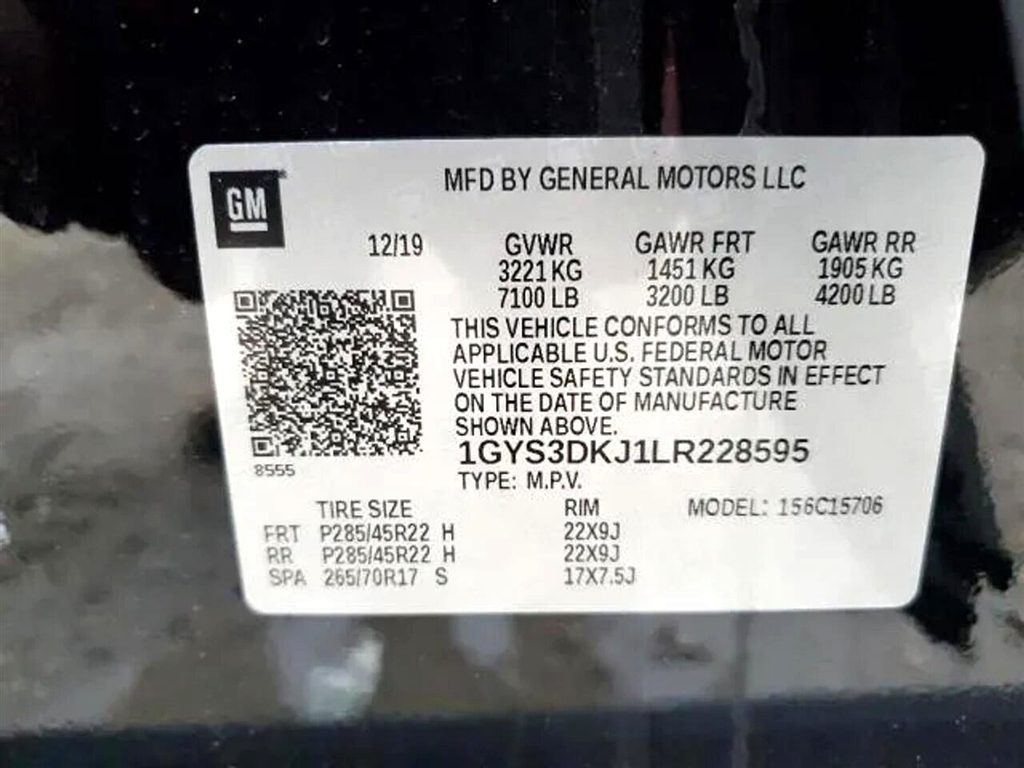 GM
MFD BY GENERAL MOTORS LLC
12/19 GVWR GAWR FRT GAWR RR
3221 KG 1451 KG 1905 KG
7100 LB 3200 LB 4200 LB
THIS VEHICLE CONFORMS TO ALL
APPLICABLE U.S. FEDERAL MOTOR
VEHICLE SAFETY STANDARDS IN EFFECT
ON THE DATE OF MANUFACTURE
SHOWN ABOVE.
1GYS3DKJ1LR228595
8555
TYPE: M.P.V.
TIRE SIZE RIM MODEL: 156C15706
FRT P285/45R22 H 22X9J
RR P285/45R22 H 22X9J
SPA 265/70R17 S 17X7.5J